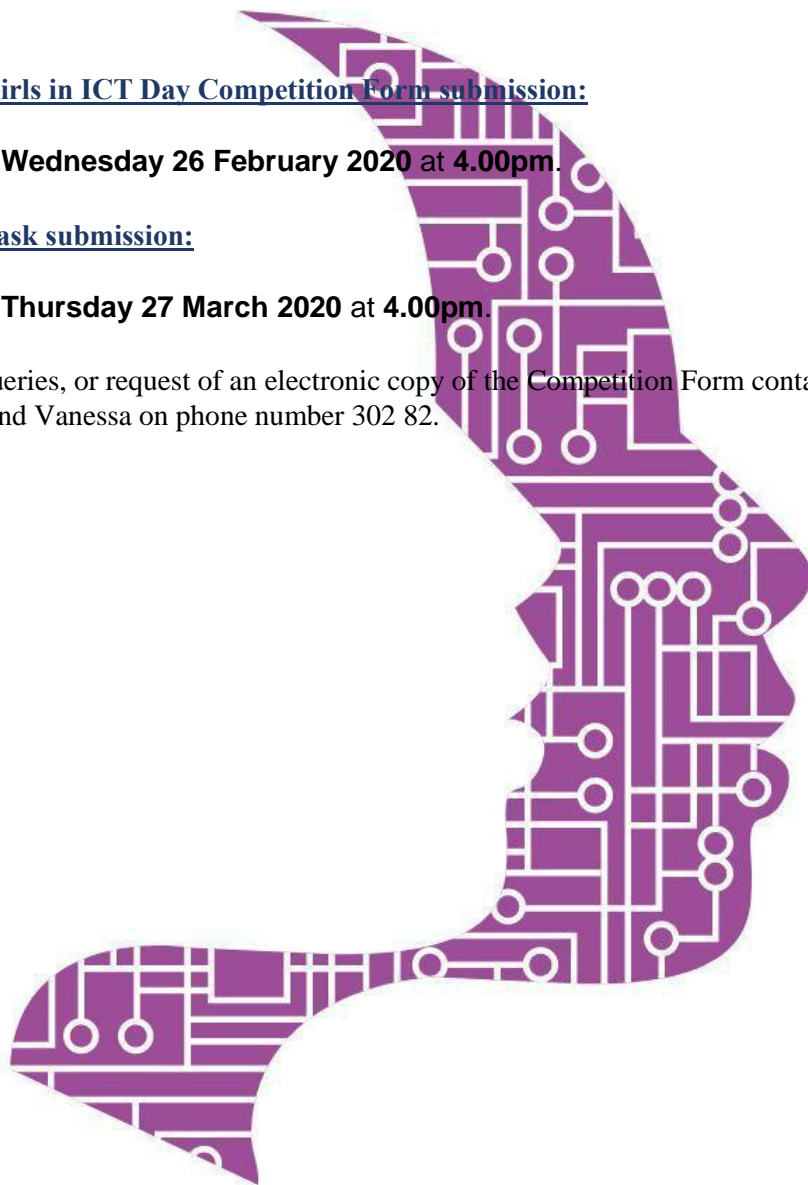 irls in ICT Day Competition Form submission:
Wednesday 26 February 2020 at 4.00pm.
ask submission:
Thursday 27 March 2020 at 4.00pm.
ueries, or request of an electronic copy of the Competition Form conta
nd Vanessa on phone number 302 82.